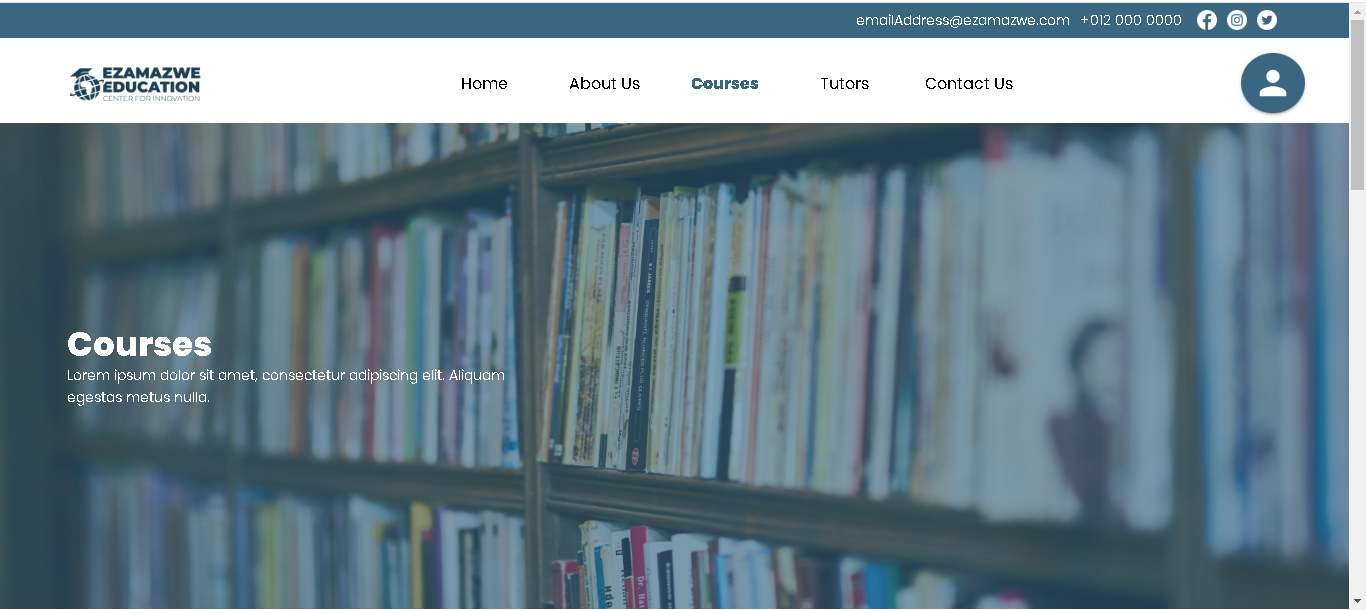 emailAddress@ezamazwe.com +012 000 0000
EZAMAZWE
EDUCATION
CENTER FOR INNOVATION
Home About Us Courses Tutors Contact Us
Courses
Lorem ipsum dolor sit amet, consectetur adipiscing elit. Aliquam
egestas metus nulla.